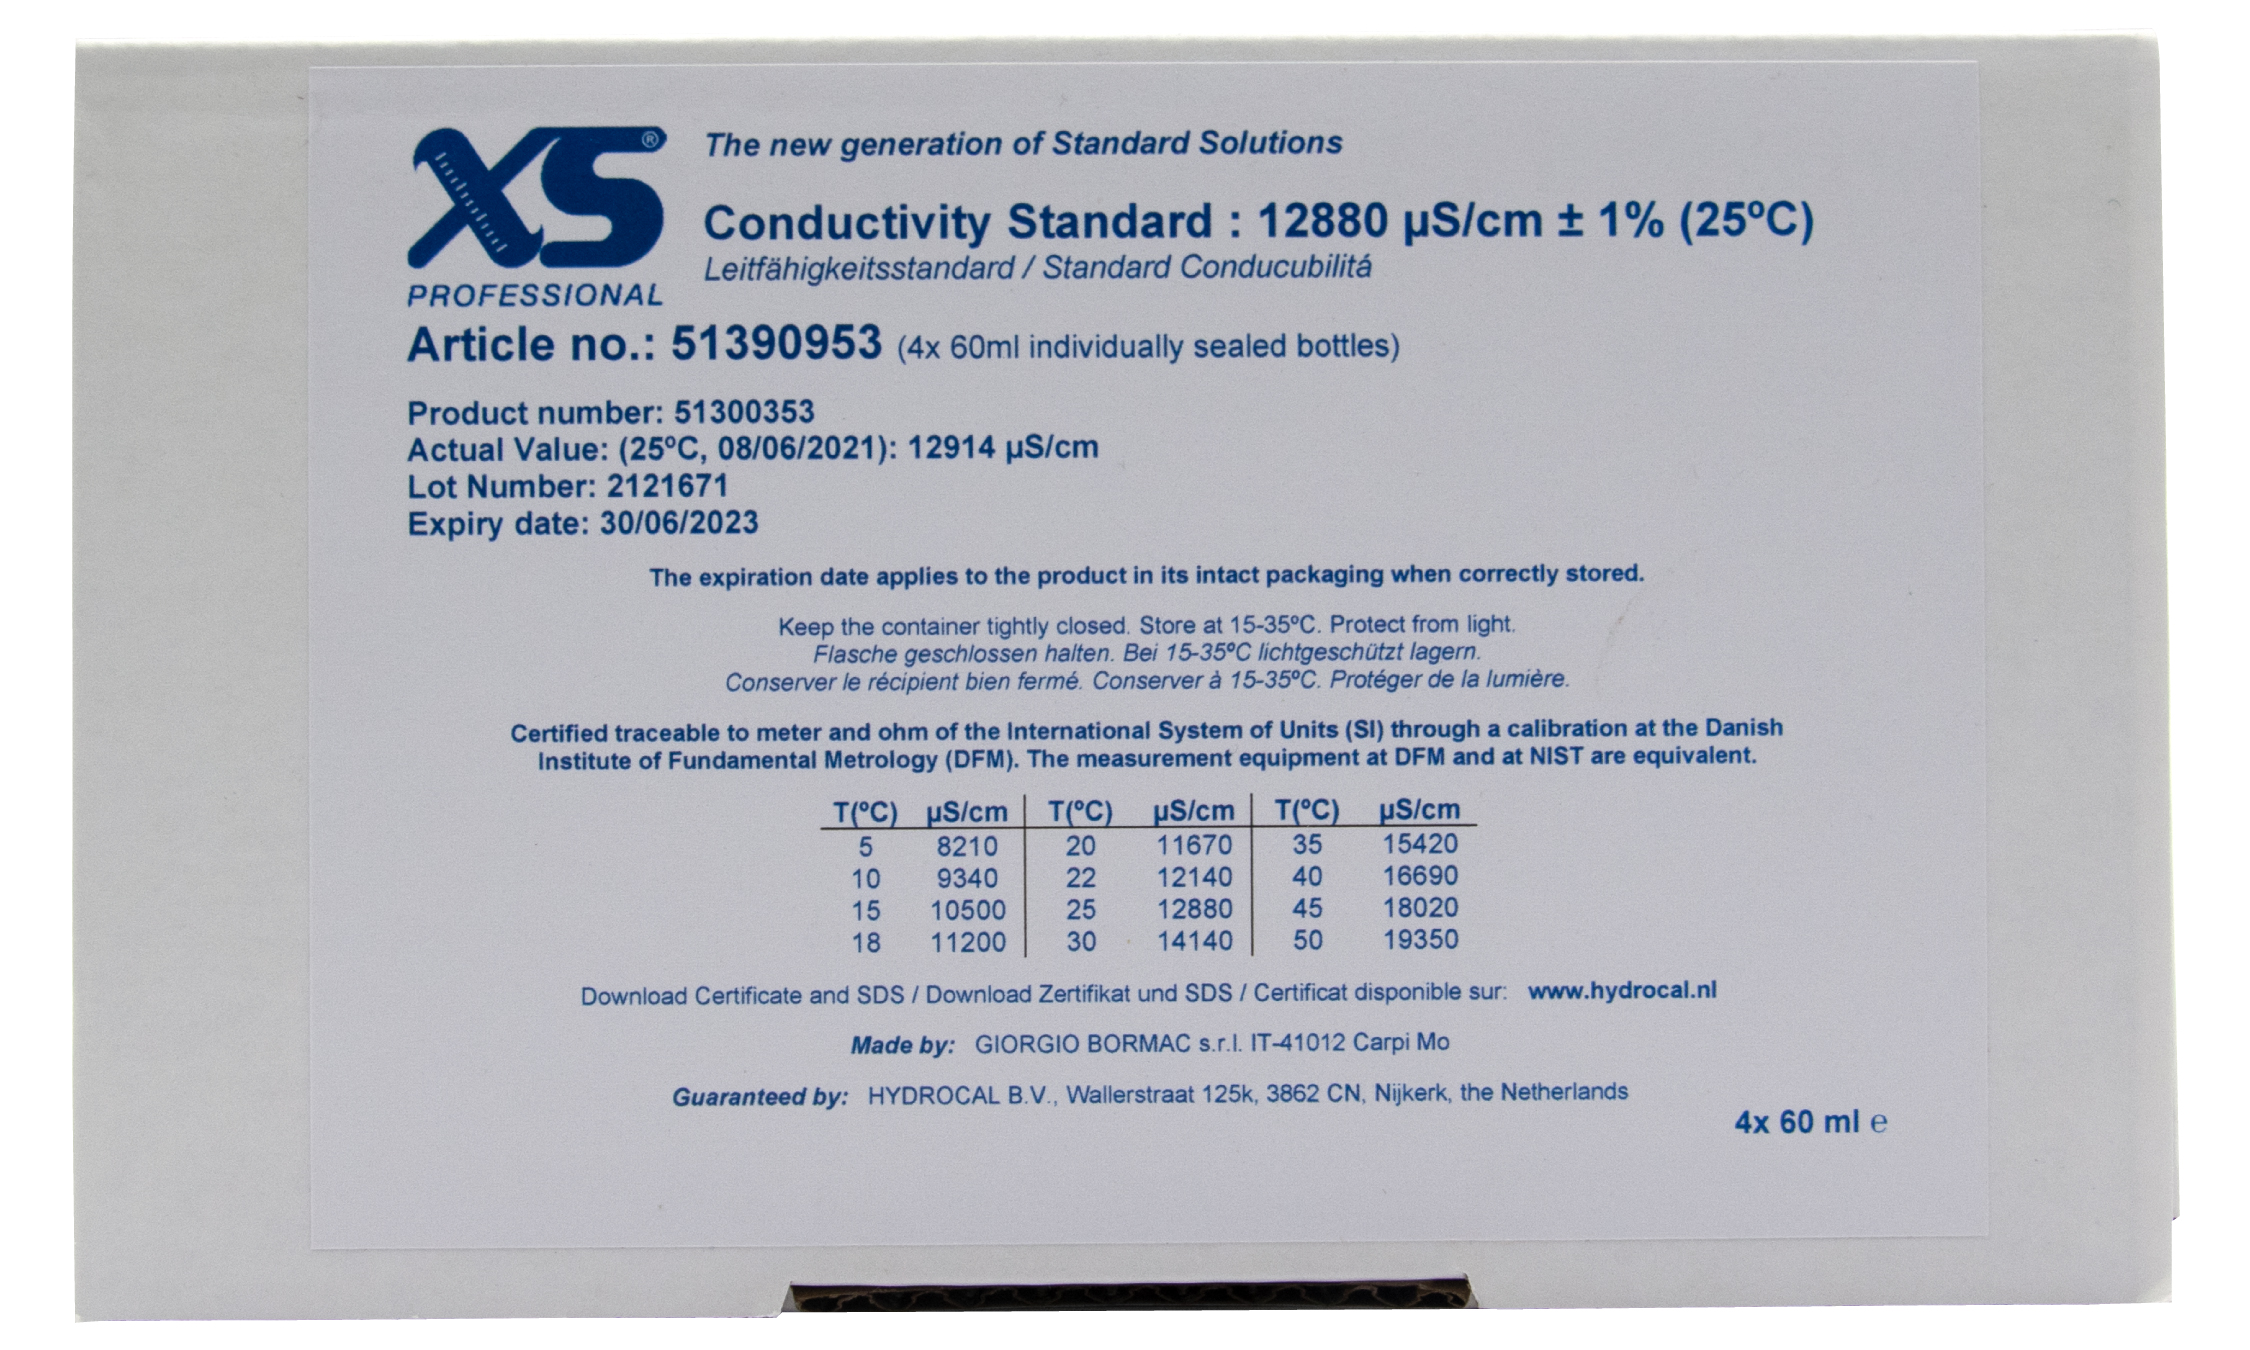 XS®
PROFESSIONAL
The new generation of Standard Solutions
Conductivity Standard : 12880 µS/cm ± 1% (25ºC)
Leitfähigkeitsstandard / Standard Conducubilitá
Article no.: 51390953 (4x 60ml individually sealed bottles)
Product number: 51300353
Actual Value: (25ºC, 08/06/2021): 12914 µS/cm
Lot Number: 2121671
Expiry date: 30/06/2023
The expiration date applies to the product in its intact packaging when correctly stored.
Keep the container tightly closed. Store at 15-35ºC. Protect from light.
Flasche geschlossen halten. Bei 15-35ºC lichtgeschützt lagern.
Conserver le récipient bien fermé. Conserver à 15-35ºC. Protéger de la lumière.
Certified traceable to meter and ohm of the International System of Units (SI) through a calibration at the Danish
Institute of Fundamental Metrology (DFM). The measurement equipment at DFM and at NIST are equivalent.
T(ºC) µS/cm T(ºC) µS/cm T(ºC) µS/cm
5 8210 20 11670 35 15420
10 9340 22 12140 40 16690
15 10500 25 12880 45 18020
18 11200 30 14140 50 19350
Download Certificate and SDS / Download Zertifikat und SDS / Certificat disponible sur: www.hydrocal.nl
Made by: GIORGIO BORMAC s.r.l. IT-41012 Carpi Mo
Guaranteed by: HYDROCAL B.V., Wallerstraat 125k, 3862 CN, Nijkerk, the Netherlands
4x 60 ml ℮